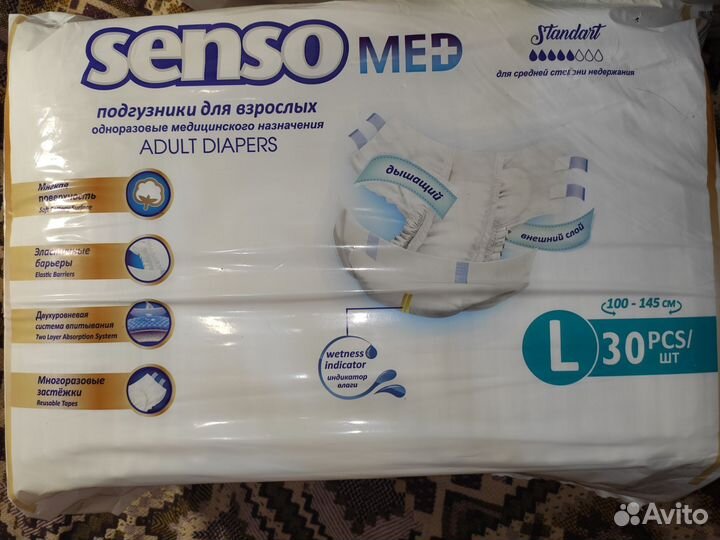 senso MED
Standart
для средней степени недержания
подгузники для взрослых
одноразовые медицинского назначения
ADULT DIAPERS
дышащий
внешний слой
Мягкая
поверхность
Surface
Эластичные
барьеры
Elastic Barriers
Двухуровневая
система впитывания
Two Layer Absorption System
Многоразовые
застёжки
Reusable Tapes
wetness
indicator
индикатор
влаги
100 - 145 см
L 30 PCS/
ШТ
Avito